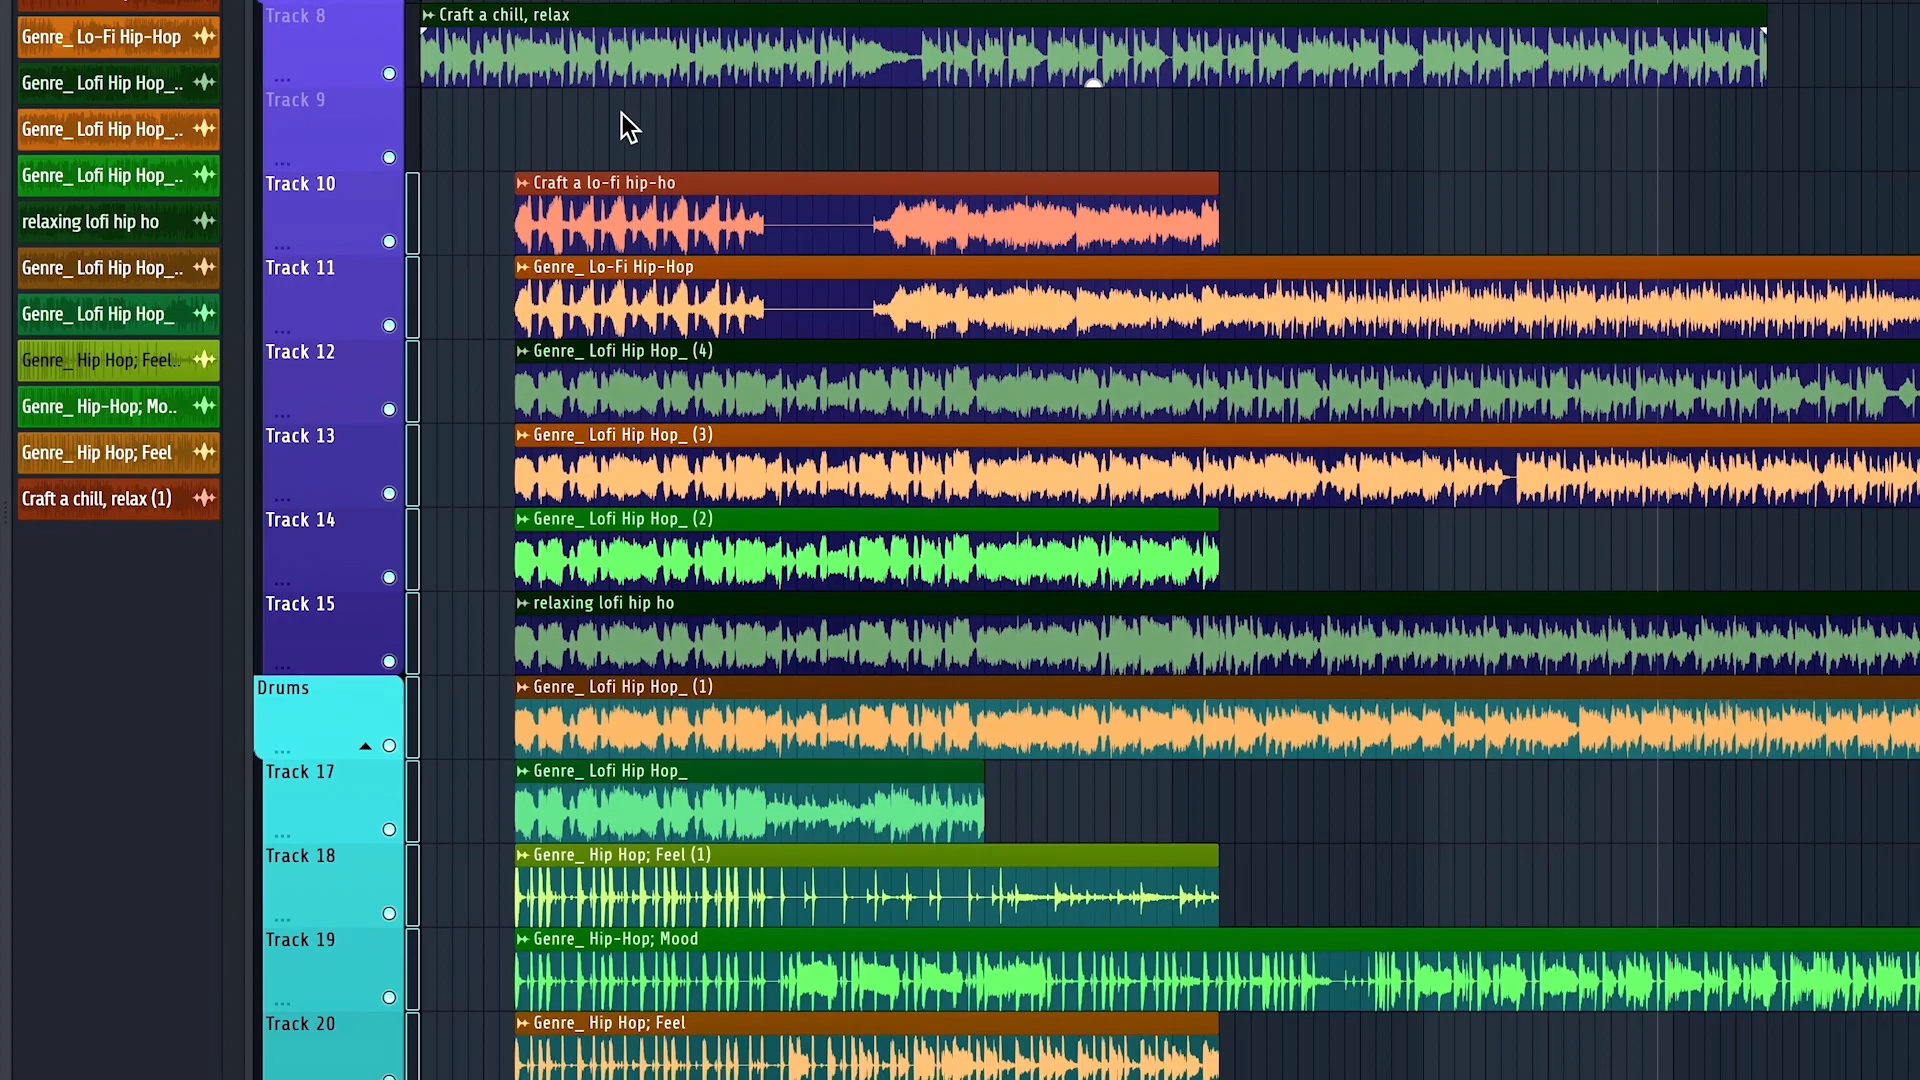 Genre_ Lo-Fi Hip-Hop
Genre_ Lofi Hip Hop_..
Genre_ Lofi Hip Hop_..
Genre_ Lofi Hip Hop_..
relaxing lofi hip ho
Genre_ Lofi Hip Hop_..
Genre_ Lofi Hip Hop_
Genre_ Hip Hop; Feel..
Genre_ Hip-Hop; Mo..
Genre_ Hip Hop; Feel
Craft a chill, relax (1)
Track 8
Craft a chill, relax
Track 9
Track 10
Craft a lo-fi hip-ho
Track 11
Genre_ Lo-Fi Hip-Hop
Track 12
Genre_ Lofi Hip Hop_ (4)
Track 13
Genre_ Lofi Hip Hop_ (3)
Track 14
Genre_ Lofi Hip Hop_ (2)
Track 15
relaxing lofi hip ho
Drums
Genre_ Lofi Hip Hop_ (1)
Track 17
Genre_ Lofi Hip Hop_
Track 18
Genre_ Hip Hop; Feel (1)
Track 19
Genre_ Hip-Hop; Mood
Track 20
Genre_ Hip Hop; Feel